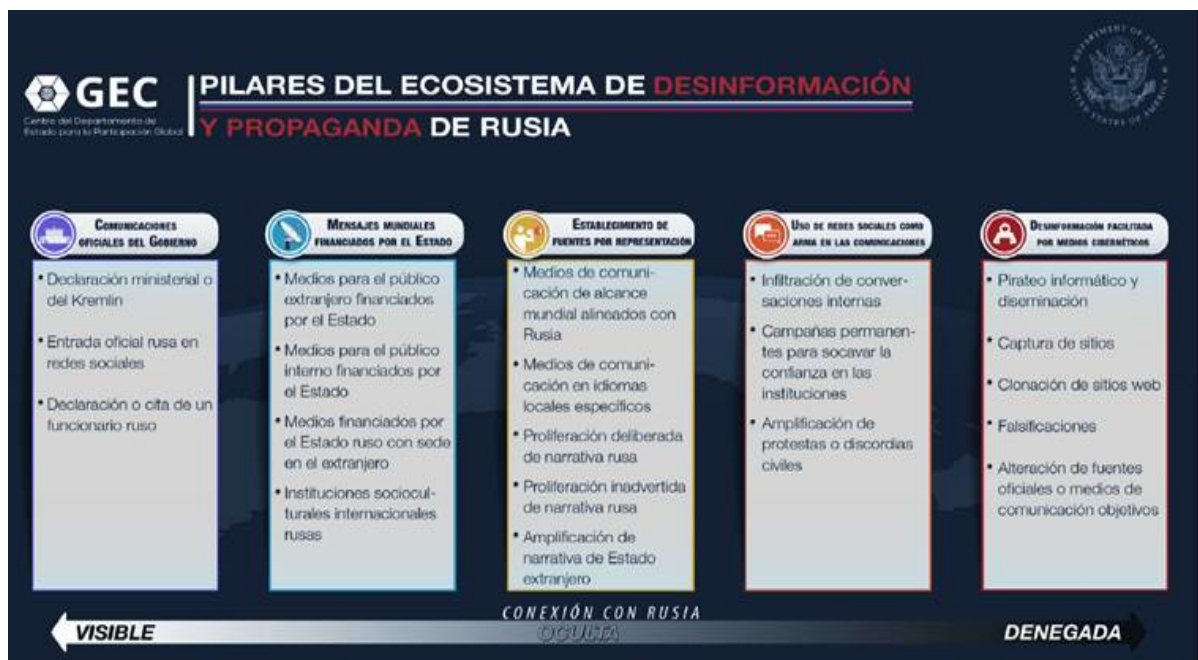 GEC
Centro del Departamento de
Estado para la Participación Global
PILARES DEL ECOSISTEMA DE DESINFORMACIÓN
Y PROPAGANDA DE RUSIA
DEPARTMENT OF STATE
UNITED STATES OF AMERICA
COMUNICACIONES
OFICIALES DEL GOBIERNO
• Declaración ministerial o
del Kremlin
• Entrada oficial rusa en
redes sociales
• Declaración o cita de un
funcionario ruso
MENSAJES MUNDIALES
FINANCIADOS POR EL ESTADO
• Medios para el público
extranjero financiados
por el Estado
• Medios para el público
interno financiados por
el Estado
• Medios financiados por
el Estado ruso con sede
en el extranjero
• Instituciones sociocul-
turales internacionales
rusas
ESTABLECIMIENTO DE
FUENTES POR REPRESENTACIÓN
• Medios de comuni-
cación de alcance
mundial alineados con
Rusia
• Medios de comuni-
cación en idiomas
locales específicos
• Proliferación deliberada
de narrativa rusa
• Proliferación inadvertida
de narrativa rusa
• Amplificación de
narrativa de Estado
extranjero
USO DE REDES SOCIALES COMO
ARMA EN LAS COMUNICACIONES
• Infiltración de conver-
saciones internas
• Campañas permanen-
tes para socavar la
confianza en las
instituciones
• Amplificación de
protestas o discordias
civiles
DESINFORMACIÓN FACILITADA
POR MEDIOS CIBERNÉTICOS
• Pirateo informático y
diseminación
• Captura de sitios
• Clonación de sitios web
• Falsificaciones
• Alteración de fuentes
oficiales o medios de
comunicación objetivos
CONEXIÓN CON RUSIA
VISIBLE
OCULTA
DENEGADA